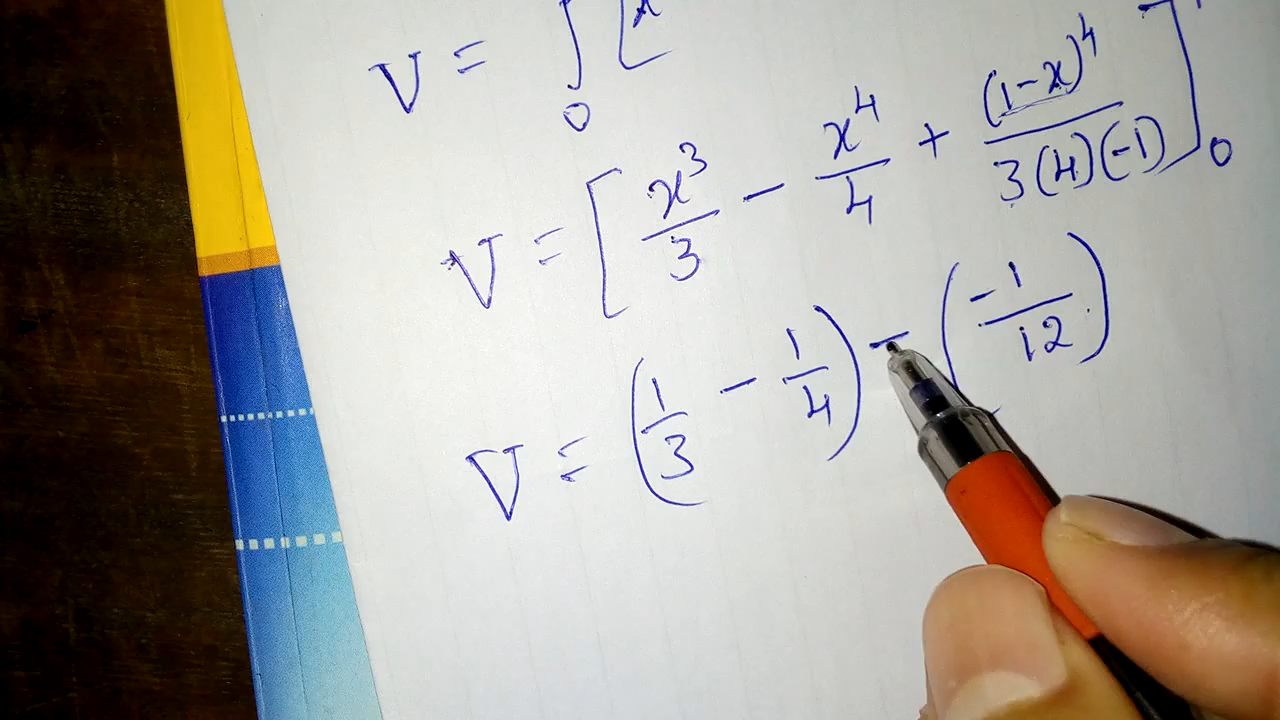 V = ∫ 0 [ x
V = [ x³/3 - x⁴/4 + (1-x)⁴/3(4)(-1) ] 0
V = (1/3 - 1/4) - (-1/12)